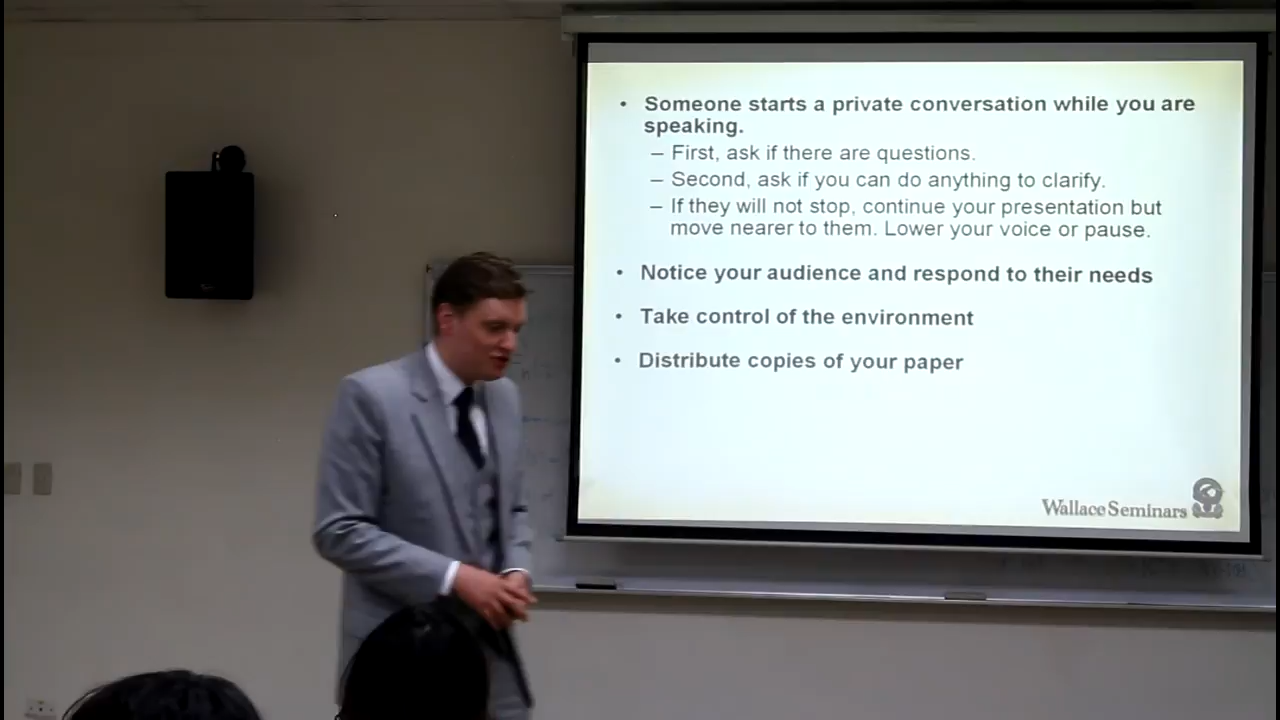 • Someone starts a private conversation while you are
speaking.
– First, ask if there are questions.
– Second, ask if you can do anything to clarify.
– If they will not stop, continue your presentation but
move nearer to them. Lower your voice or pause.
• Notice your audience and respond to their needs
• Take control of the environment
• Distribute copies of your paper
Wallace Seminars